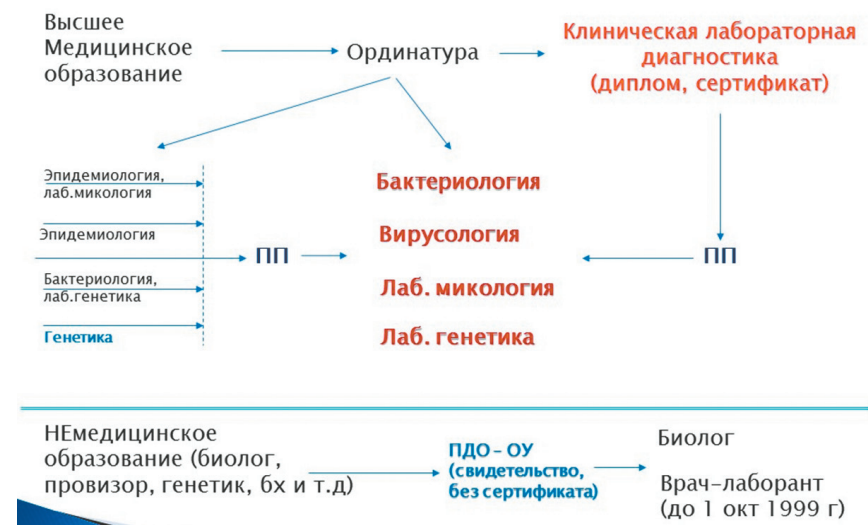 Высшее
Медицинское
образование
Ординатура
Клиническая лабораторная
диагностика
(диплом, сертификат)
Эпидемиология,
лаб.микология
Эпидемиология
Бактериология,
лаб.генетика
Генетика
ПП
Бактериология
Вирусология
Лаб. микология
Лаб. генетика
ПП
НЕмедицинское
образование (биолог,
провизор, генетик, бх и т.д)
ПДО – ОУ
(свидетельство,
без сертификата)
Биолог
Врач-лаборант
(до 1 окт 1999 г)